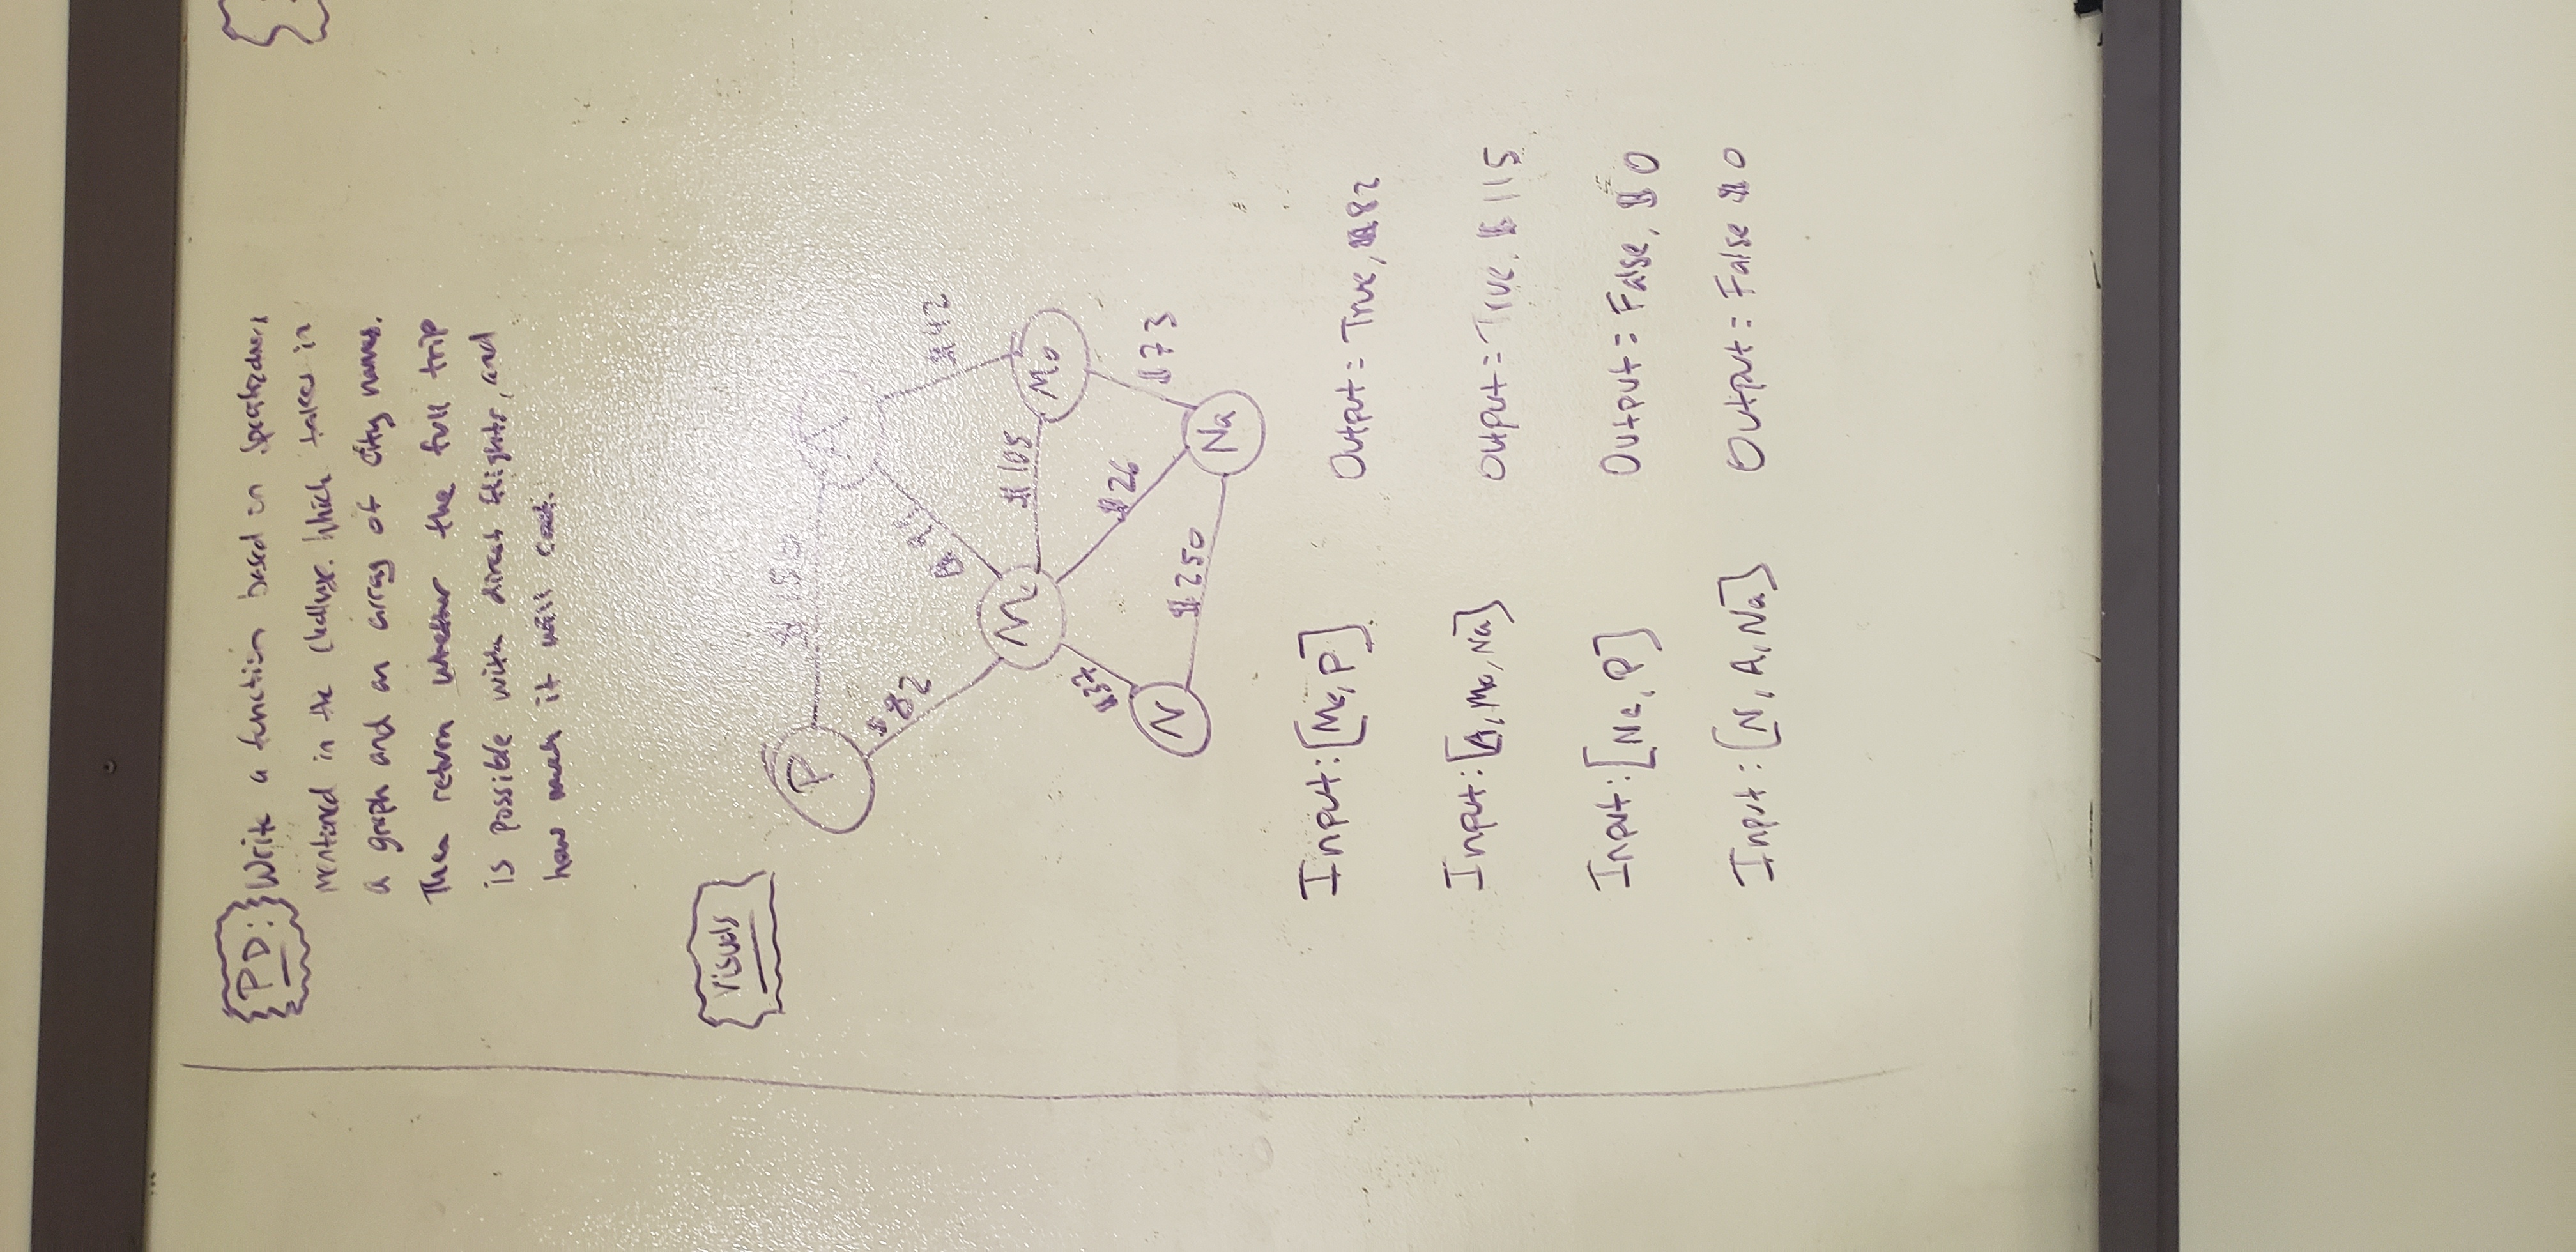 PD: Write a function based on specifications
mentioned in the challenge. Which takes in
a graph and an array of city names.
Then return whether the full trip
is possible with direct flights, and
how much it will cost.
Visuals
P $150 A
$82
$42
Me $105 Mo
$37 $26
$73
N $250 Na
Input: [Me, P] Output = True, $82
Input: [A, Mo, Na] Output = True, $115
Input: [Na, P] Output = False, $0
Input: [N, A, Na] Output = False $0